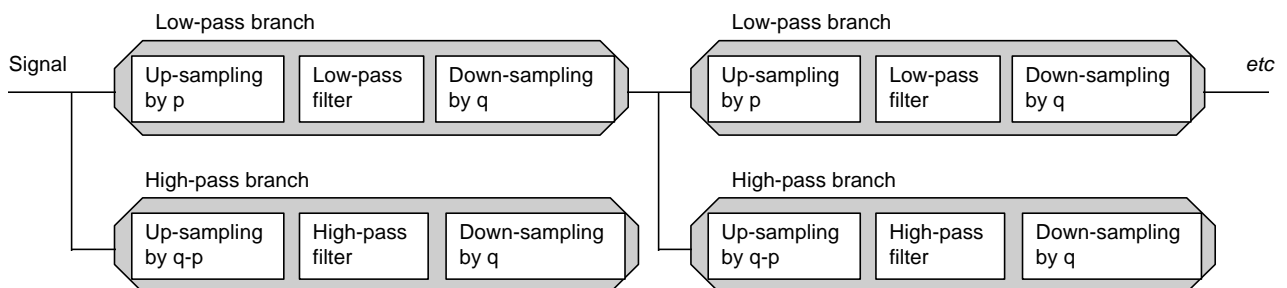 Low-pass branch
Low-pass branch
Signal
etc
Up-sampling
by p
Low-pass
filter
Down-sampling
by q
Up-sampling
by p
Low-pass
filter
Down-sampling
by q
High-pass branch
High-pass branch
Up-sampling
by q-p
High-pass
filter
Down-sampling
by q
Up-sampling
by q-p
High-pass
filter
Down-sampling
by q